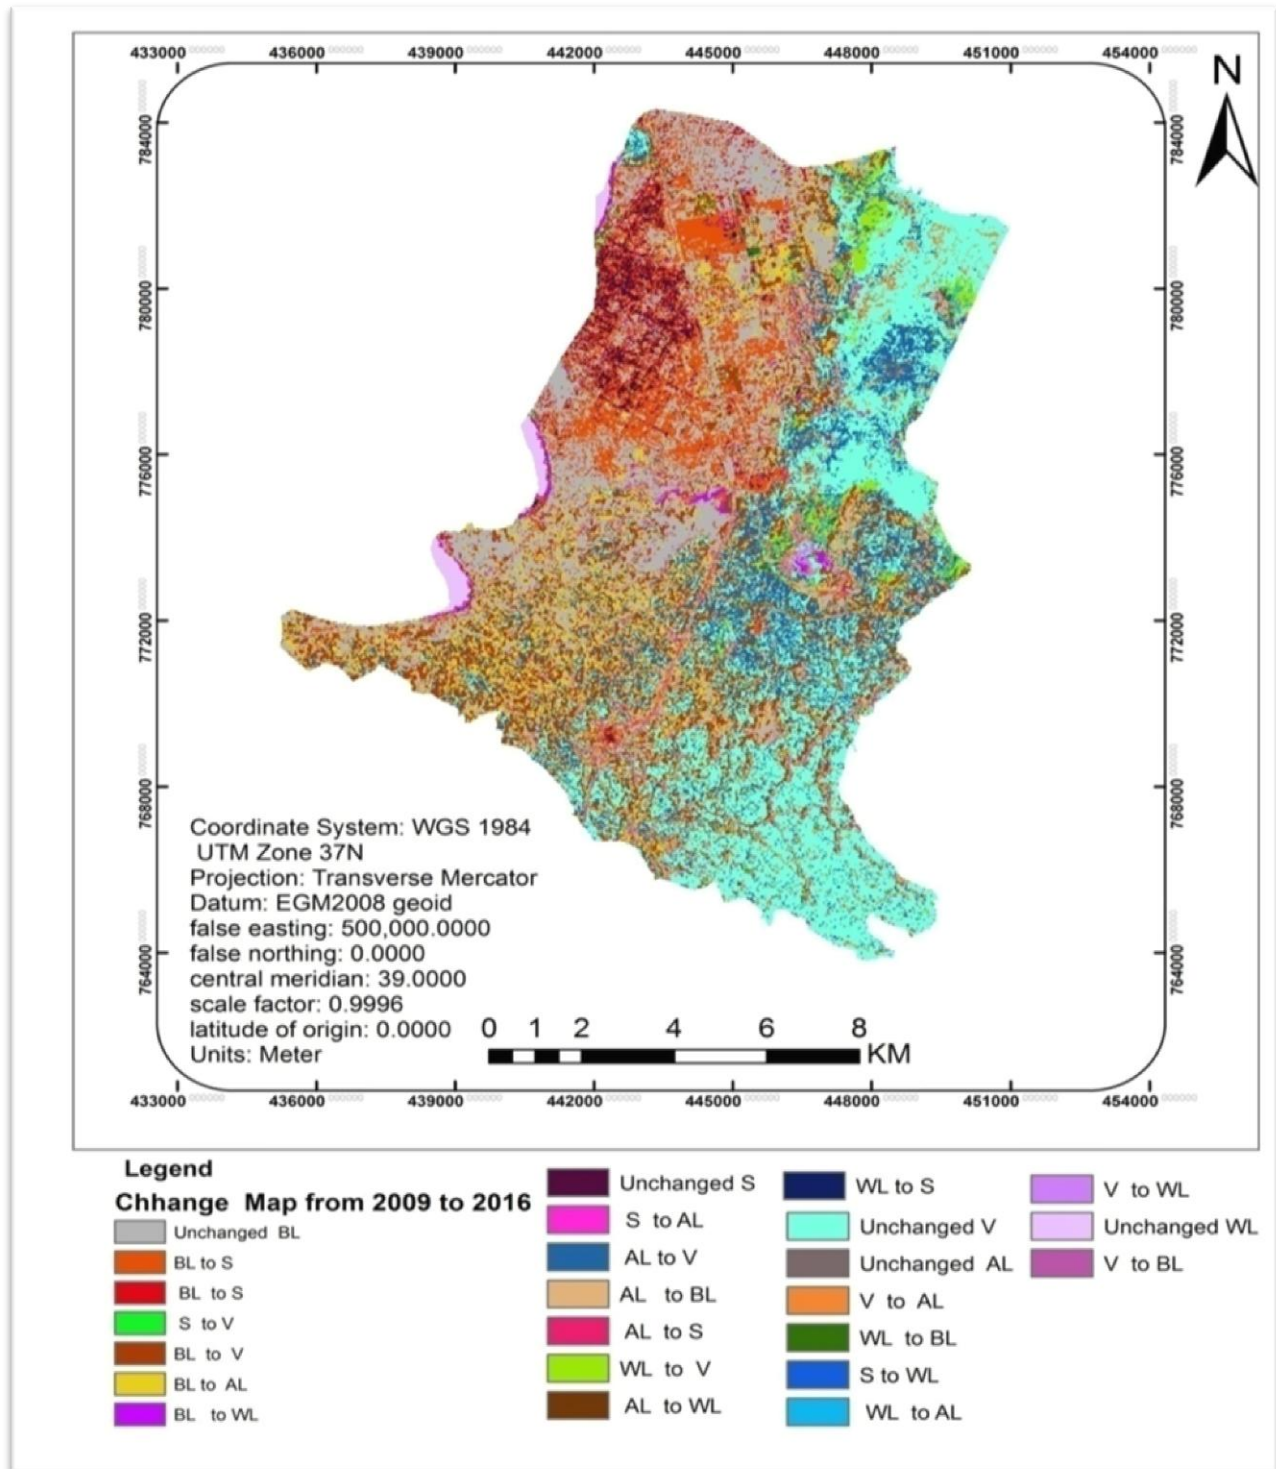 433000 436000 439000 442000 445000 448000 451000 454000
N
784000 784000
780000 780000
776000 776000
772000 772000
768000 768000
764000 764000
Coordinate System: WGS 1984
UTM Zone 37N
Projection: Transverse Mercator
Datum: EGM2008 geoid
false easting: 500,000.0000
false northing: 0.0000
central meridian: 39.0000
scale factor: 0.9996
latitude of origin: 0.0000
Units: Meter
0 1 2 4 6 8
KM
433000 436000 439000 442000 445000 448000 451000 454000
Legend
Chhange Map from 2009 to 2016
Unchanged BL
BL to S
BL to S
S to V
BL to V
BL to AL
BL to WL
Unchanged S
S to AL
AL to V
AL to BL
AL to S
WL to V
AL to WL
WL to S
Unchanged V
Unchanged AL
V to AL
WL to BL
S to WL
WL to AL
V to WL
Unchanged WL
V to BL